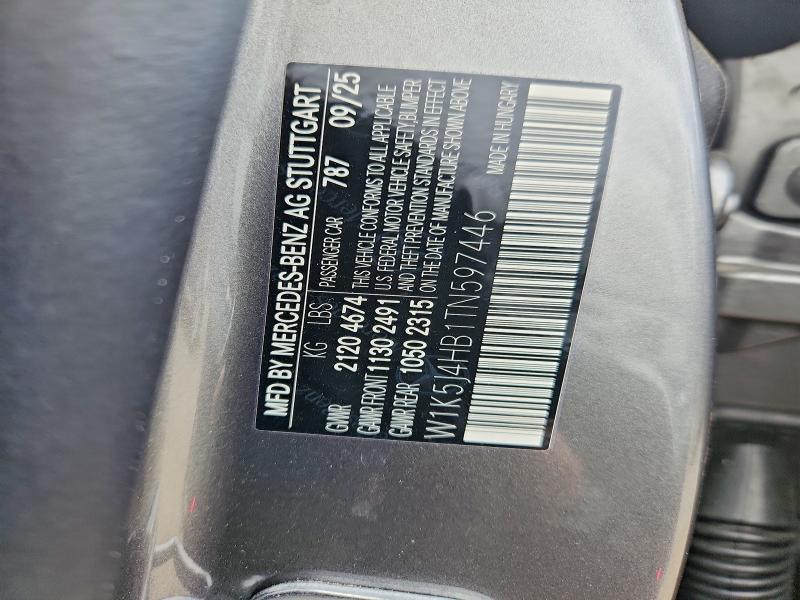 MFD BY MERCEDES-BENZ AG STUTTGART
KG LBS PASSENGER CAR 787 09/25
GVWR 2120 4674
GAWR FRONT 1130 2491
GAWR REAR 1050 2315
THIS VEHICLE CONFORMS TO ALL APPLICABLE
U.S. FEDERAL MOTOR VEHICLE SAFETY, BUMPER
AND THEFT PREVENTION STANDARDS IN EFFECT
ON THE DATE OF MANUFACTURE SHOWN ABOVE
W1K5J4HB1TN597446
MADE IN HUNGARY